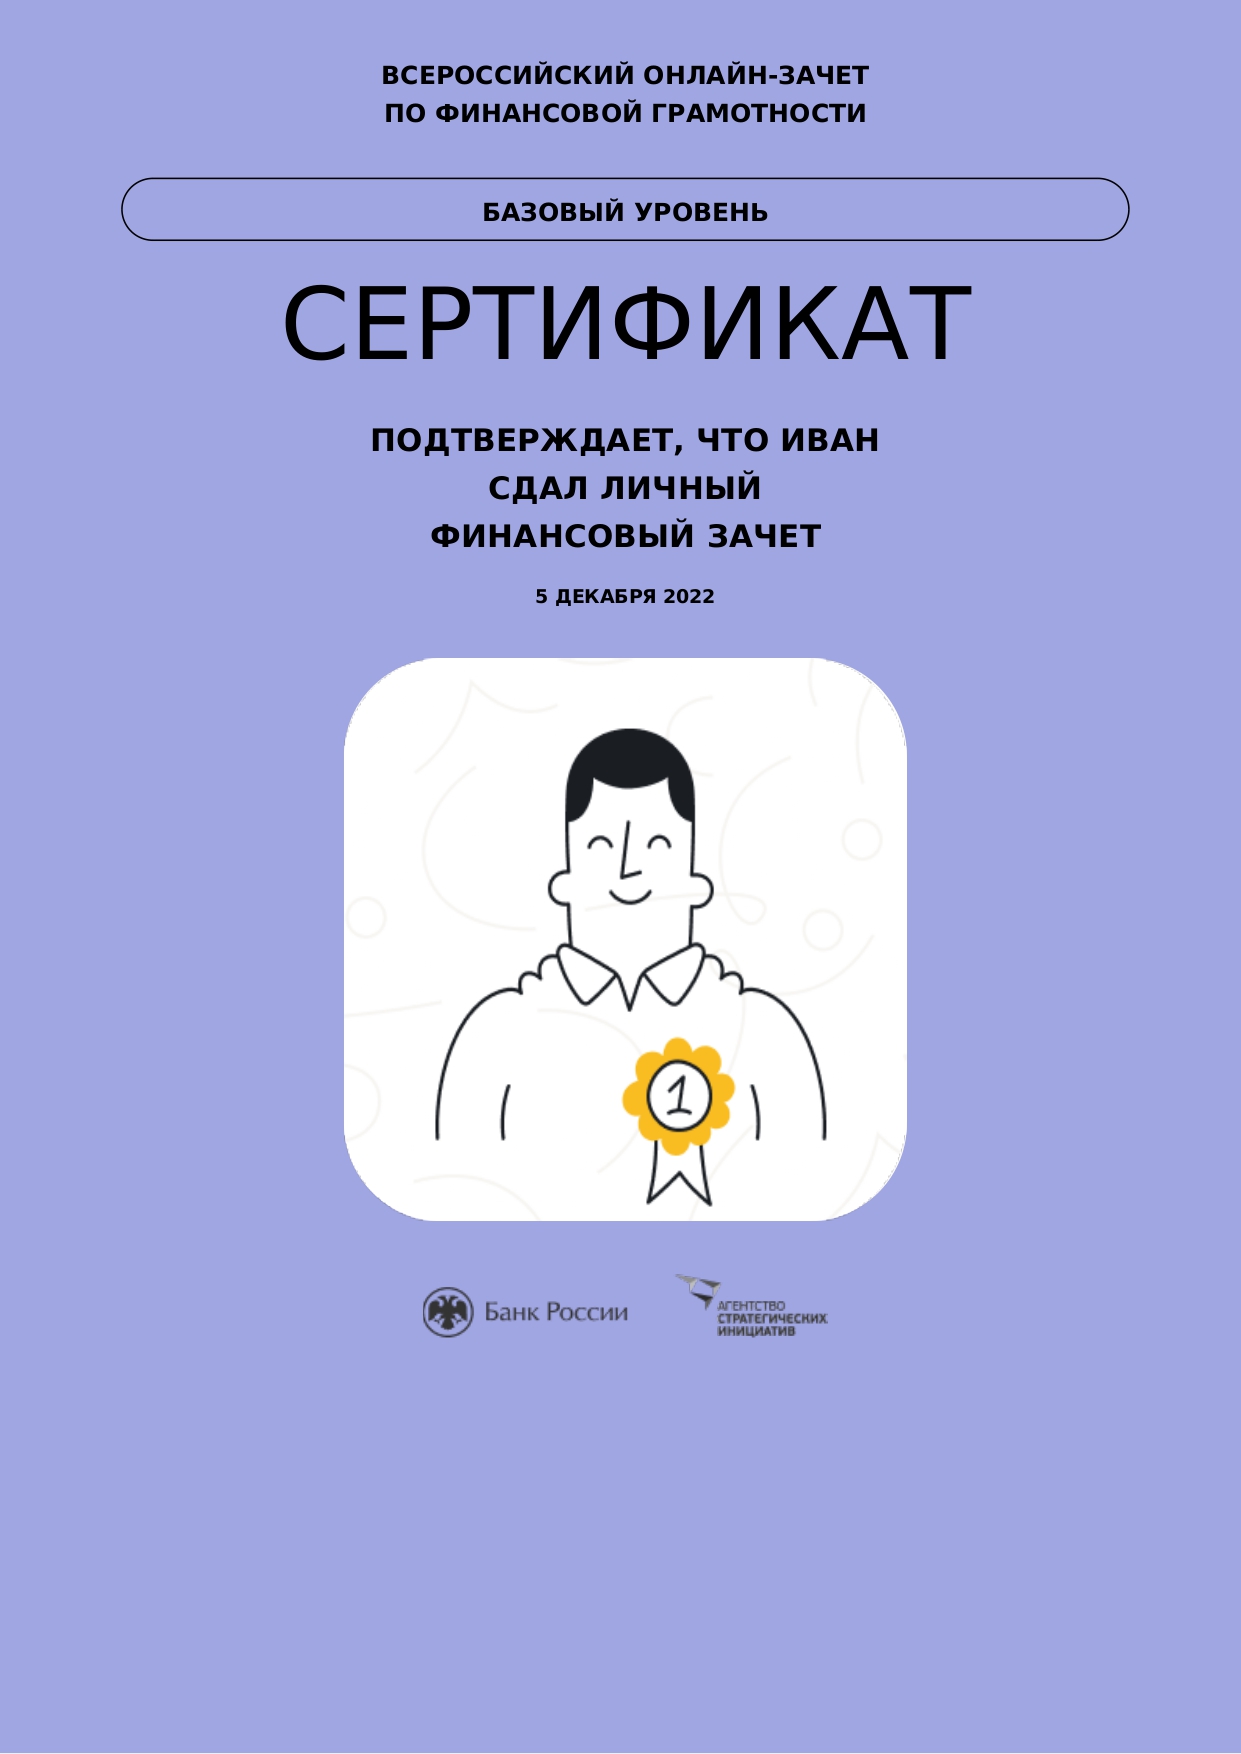 ВСЕРОССИЙСКИЙ ОНЛАЙН-ЗАЧЕТ
ПО ФИНАНСОВОЙ ГРАМОТНОСТИ
БАЗОВЫЙ УРОВЕНЬ
СЕРТИФИКАТ
ПОДТВЕРЖДАЕТ, ЧТО ИВАН
СДАЛ ЛИЧНЫЙ
ФИНАНСОВЫЙ ЗАЧЕТ
5 ДЕКАБРЯ 2022
1
Банк России
АГЕНТСТВО
СТРАТЕГИЧЕСКИХ
ИНИЦИАТИВ